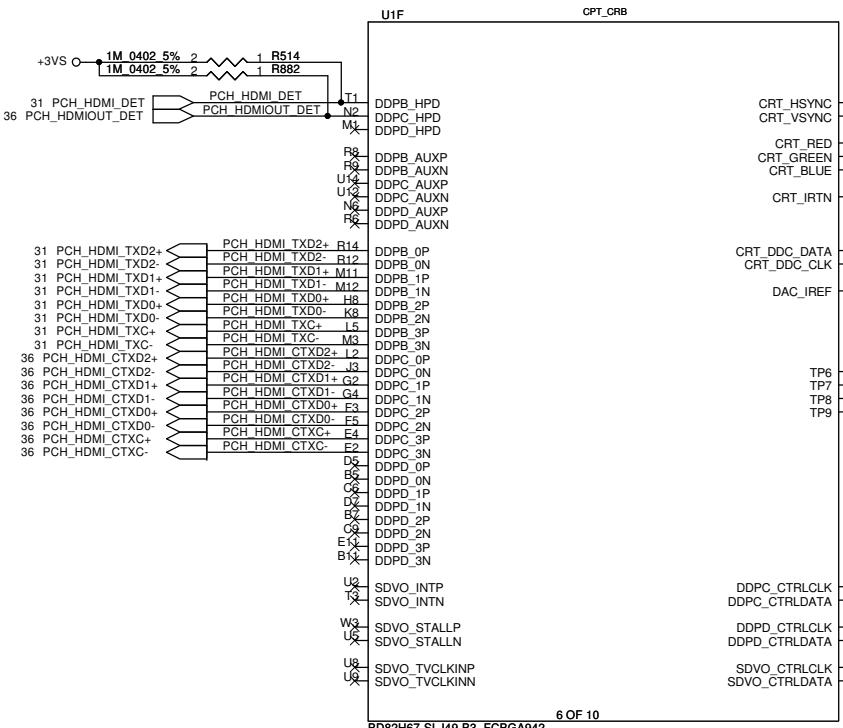 U1F CPT_CRB
+3VS 1M_0402_5% 2 1 R514
1M_0402_5% 2 1 R882
31 PCH_HDMI_DET PCH_HDMI_DET T1 DDPB_HPD CRT_HSYNC
36 PCH_HDMIOUT_DET PCH_HDMIOUT_DET N2 DDPC_HPD CRT_VSYNC
M1 DDPD_HPD
CRT_RED
R8 DDPB_AUXP CRT_GREEN
R9 DDPB_AUXN CRT_BLUE
U14 DDPC_AUXP
U12 DDPC_AUXN CRT_IRTN
N6 DDPD_AUXP
R6 DDPD_AUXN
31 PCH_HDMI_TXD2+ PCH_HDMI_TXD2+ R14 DDPB_0P CRT_DDC_DATA
31 PCH_HDMI_TXD2- PCH_HDMI_TXD2- R12 DDPB_0N CRT_DDC_CLK
31 PCH_HDMI_TXD1+ PCH_HDMI_TXD1+ M11 DDPB_1P
31 PCH_HDMI_TXD1- PCH_HDMI_TXD1- M12 DDPB_1N DAC_IREF
31 PCH_HDMI_TXD0+ PCH_HDMI_TXD0+ H8 DDPB_2P
31 PCH_HDMI_TXD0- PCH_HDMI_TXD0- K8 DDPB_2N
31 PCH_HDMI_TXC+ PCH_HDMI_TXC+ L5 DDPB_3P
31 PCH_HDMI_TXC- PCH_HDMI_TXC- M3 DDPB_3N
36 PCH_HDMI_CTXD2+ PCH_HDMI_CTXD2+ L2 DDPC_0P
36 PCH_HDMI_CTXD2- PCH_HDMI_CTXD2- J3 DDPC_0N TP6
36 PCH_HDMI_CTXD1+ PCH_HDMI_CTXD1+ G2 DDPC_1P TP7
36 PCH_HDMI_CTXD1- PCH_HDMI_CTXD1- G4 DDPC_1N TP8
36 PCH_HDMI_CTXD0+ PCH_HDMI_CTXD0+ F3 DDPC_2P TP9
36 PCH_HDMI_CTXD0- PCH_HDMI_CTXD0- F5 DDPC_2N
36 PCH_HDMI_CTXC+ PCH_HDMI_CTXC+ E4 DDPC_3P
36 PCH_HDMI_CTXC- PCH_HDMI_CTXC- E2 DDPC_3N
D5 DDPD_0P
B5 DDPD_0N
C6 DDPD_1P
D7 DDPD_1N
B7 DDPD_2P
C9 DDPD_2N
E11 DDPD_3P
B11 DDPD_3N
U2 SDVO_INTP DDPC_CTRLCLK
T3 SDVO_INTN DDPC_CTRLDATA
W3 SDVO_STALLP DDPD_CTRLCLK
U5 SDVO_STALLN DDPD_CTRLDATA
U8 SDVO_TVCLKINP SDVO_CTRLCLK
U9 SDVO_TVCLKINN SDVO_CTRLDATA
6 OF 10